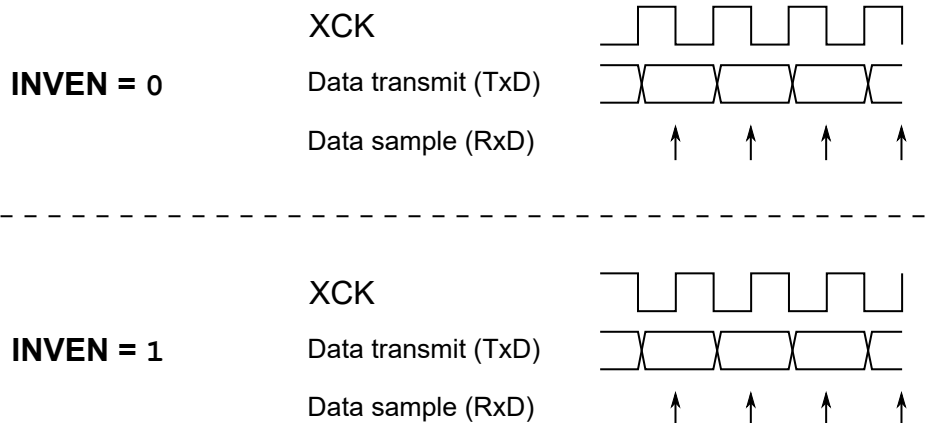 XCK
INVEN = 0
Data transmit (TxD)
Data sample (RxD)
XCK
INVEN = 1
Data transmit (TxD)
Data sample (RxD)